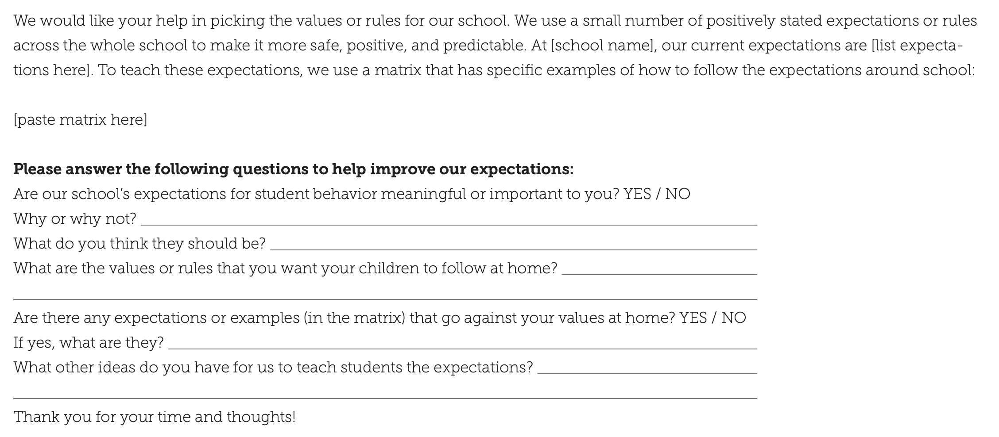 We would like your help in picking the values or rules for our school. We use a small number of positively stated expectations or rules
across the whole school to make it more safe, positive, and predictable. At [school name], our current expectations are [list expecta-
tions here]. To teach these expectations, we use a matrix that has specific examples of how to follow the expectations around school:
[paste matrix here]
Please answer the following questions to help improve our expectations:
Are our school’s expectations for student behavior meaningful or important to you? YES / NO
Why or why not?
What do you think they should be?
What are the values or rules that you want your children to follow at home?
Are there any expectations or examples (in the matrix) that go against your values at home? YES / NO
If yes, what are they?
What other ideas do you have for us to teach students the expectations?
Thank you for your time and thoughts!